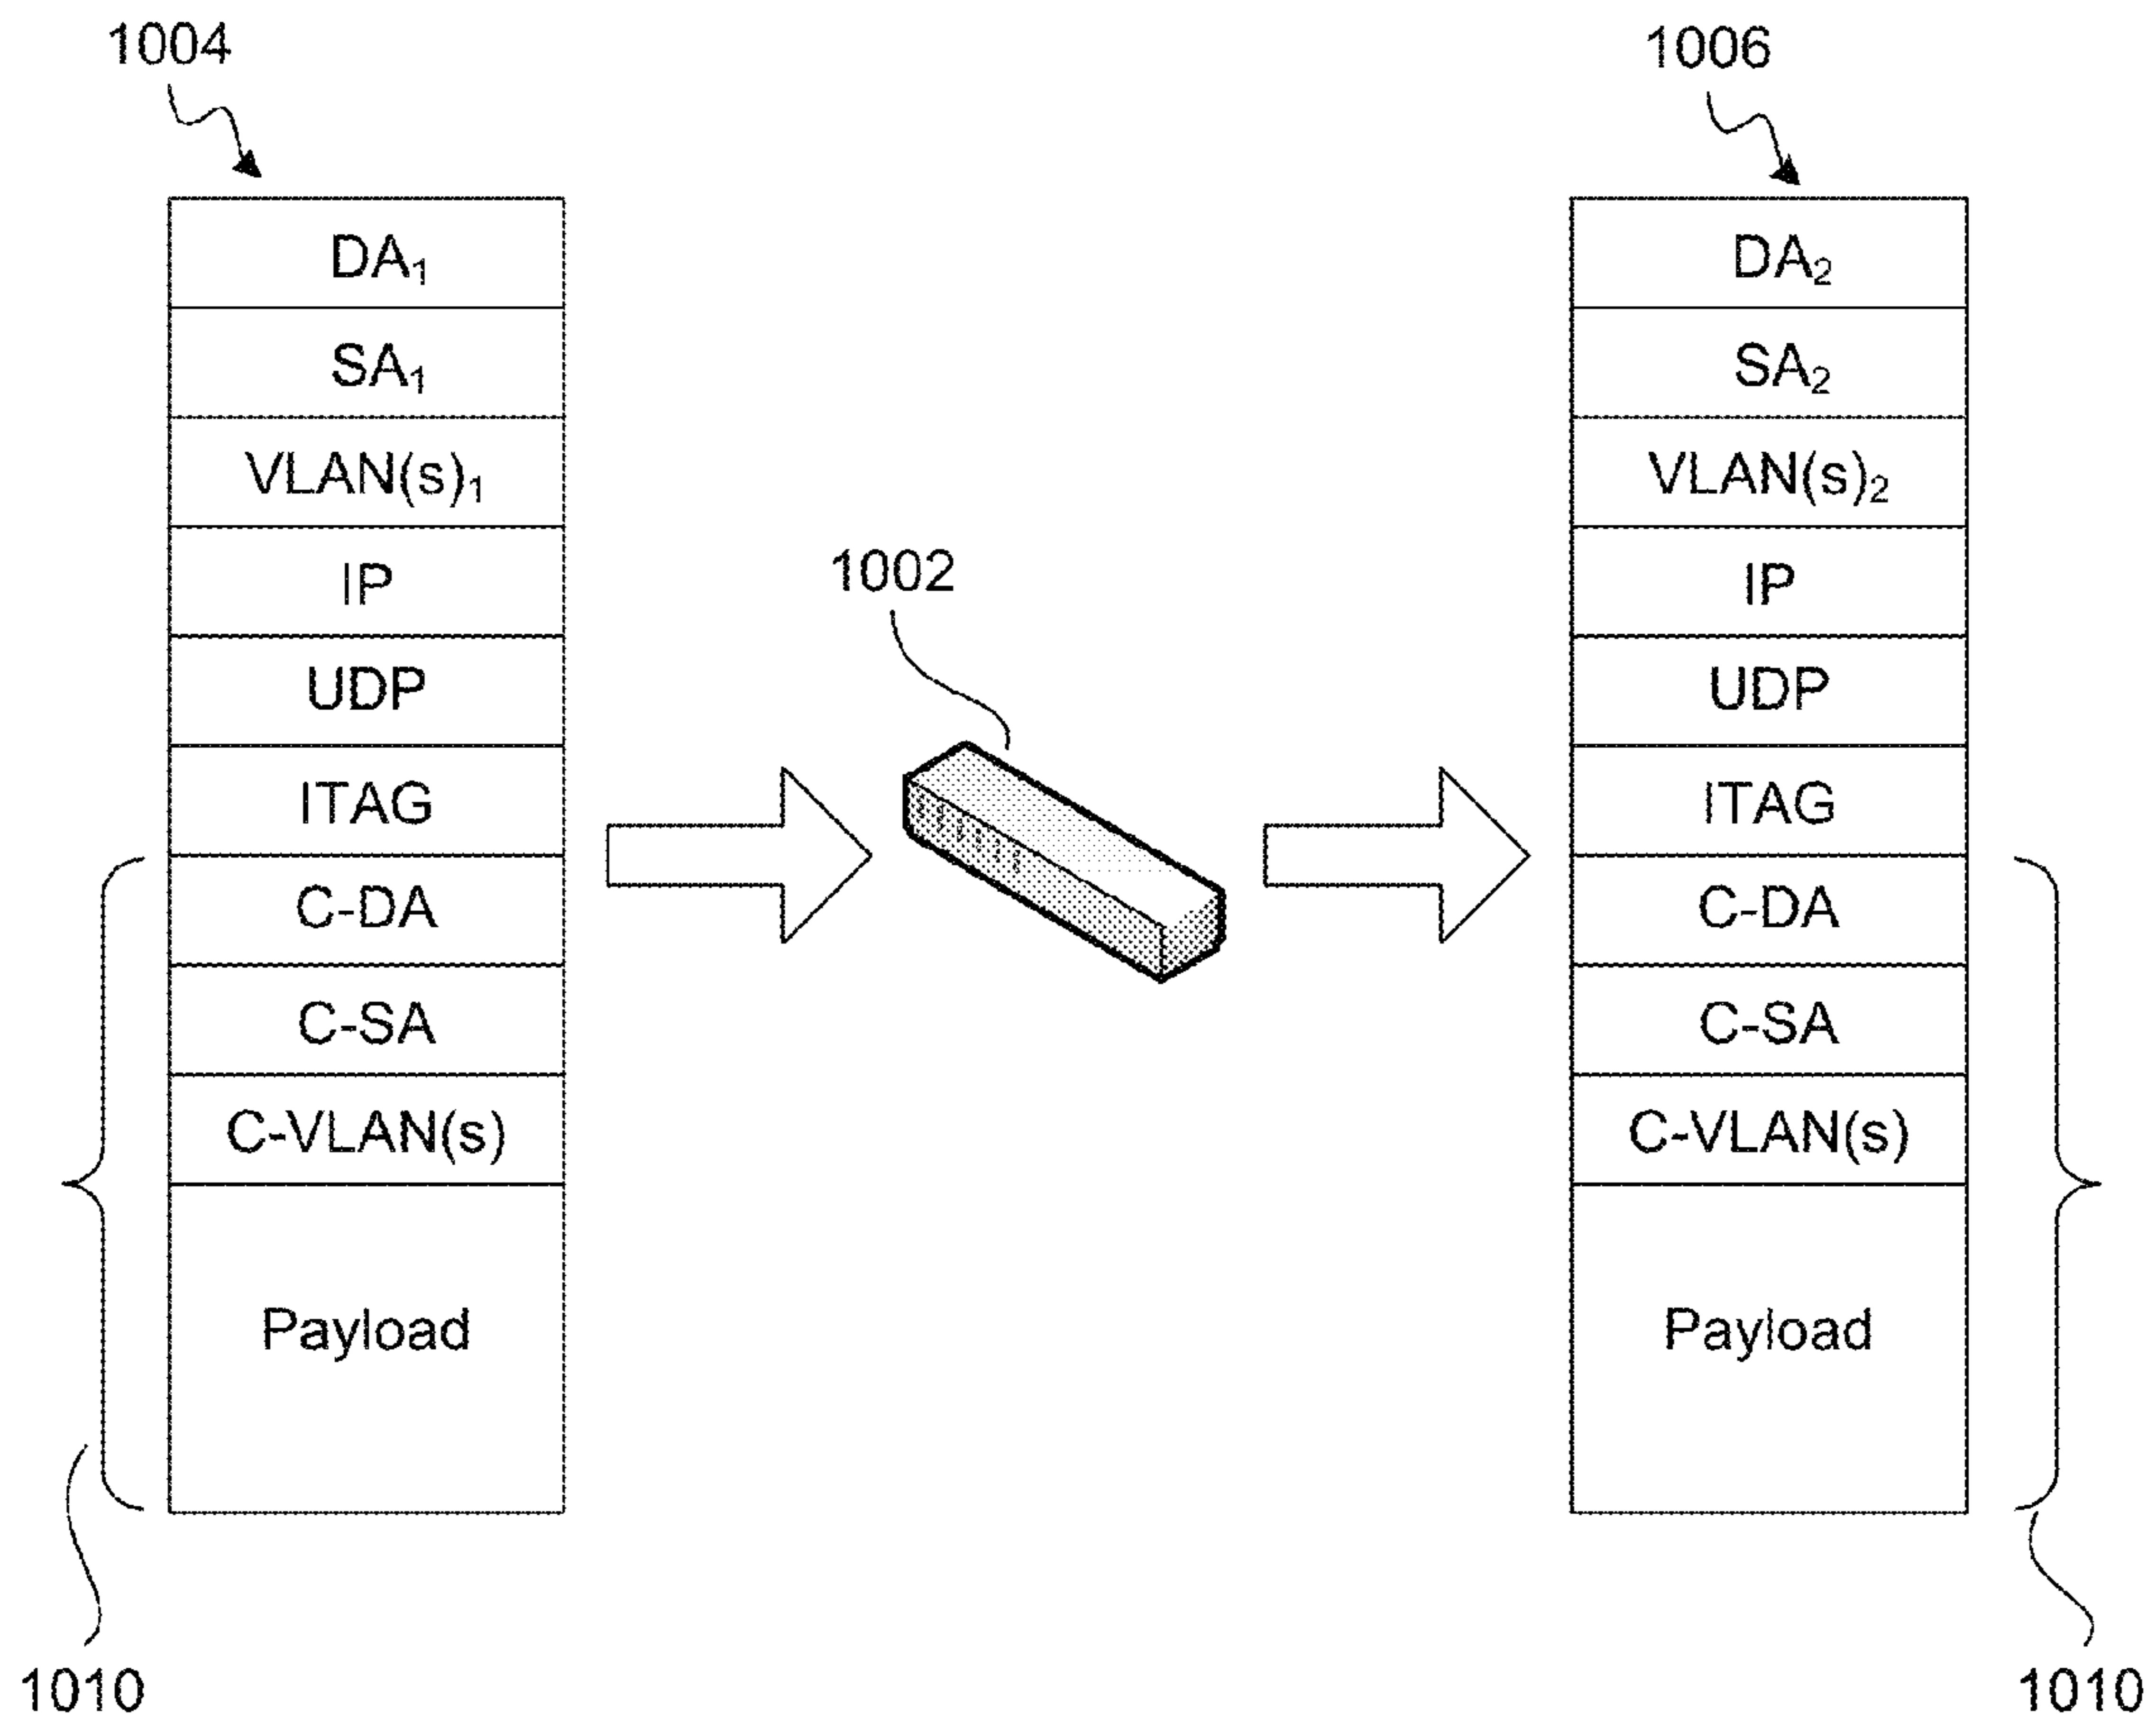 1004
DA₁
SA₁
VLAN(s)₁
IP
UDP
ITAG
C-DA
C-SA
C-VLAN(s)
Payload
1010
1002
1006
DA₂
SA₂
VLAN(s)₂
IP
UDP
ITAG
C-DA
C-SA
C-VLAN(s)
Payload
1010